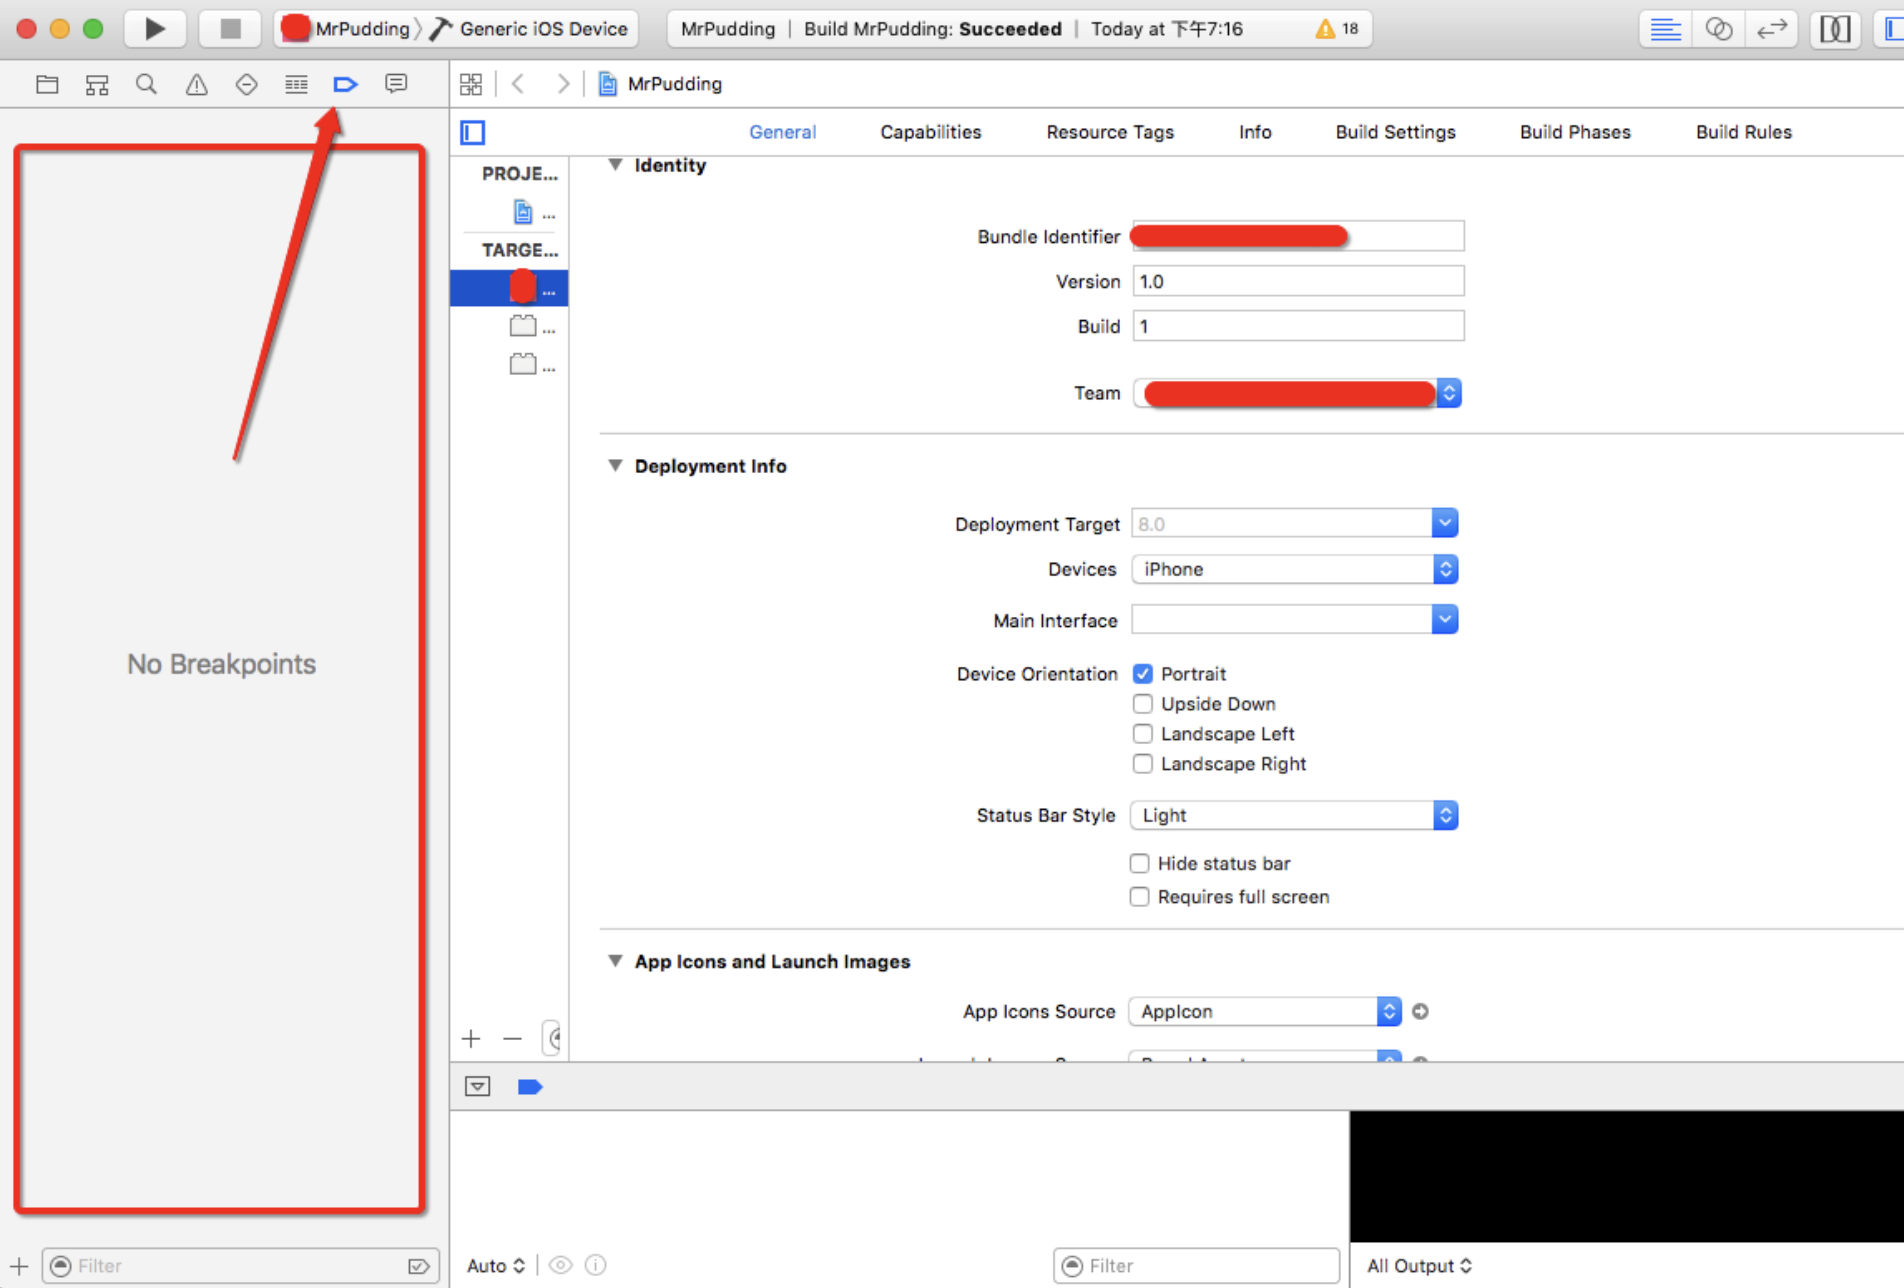 MrPudding 〉 Generic iOS Device
MrPudding | Build MrPudding: Succeeded | Today at 下午7:16
18
MrPudding
General Capabilities Resource Tags Info Build Settings Build Phases Build Rules
PROJE...
...
TARGE...
...
...
...
Identity
Bundle Identifier
Version 1.0
Build 1
Team
Deployment Info
Deployment Target 8.0
Devices iPhone
Main Interface
Device Orientation Portrait
Upside Down
Landscape Left
Landscape Right
Status Bar Style Light
Hide status bar
Requires full screen
App Icons and Launch Images
App Icons Source AppIcon
No Breakpoints
Filter
Auto
Filter
All Output